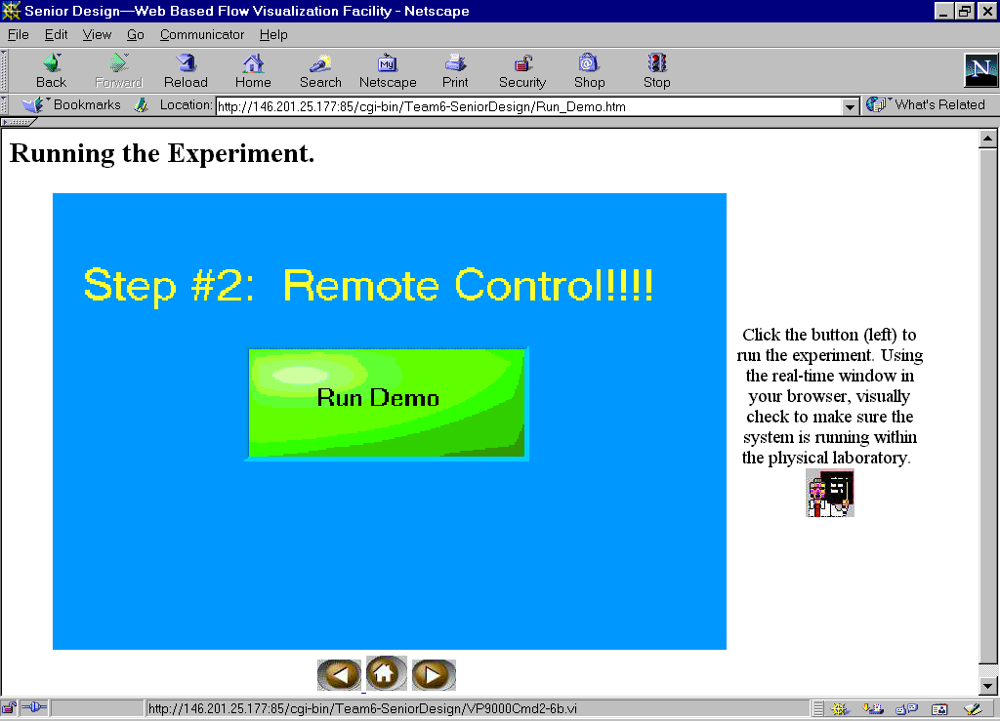 Senior Design—Web Based Flow Visualization Facility - Netscape
File Edit View Go Communicator Help
Back Forward Reload Home Search Netscape Print Security Shop Stop
My
N
Bookmarks Location: http://146.201.25.177:85/cgi-bin/Team6-SeniorDesign/Run_Demo.htm What's Related
Running the Experiment.
Step #2: Remote Control!!!!
Run Demo
Click the button (left) to
run the experiment. Using
the real-time window in
your browser, visually
check to make sure the
system is running within
the physical laboratory.
http://146.201.25.177:85/cgi-bin/Team6-SeniorDesign/VP9000Cmd2-6b.vi